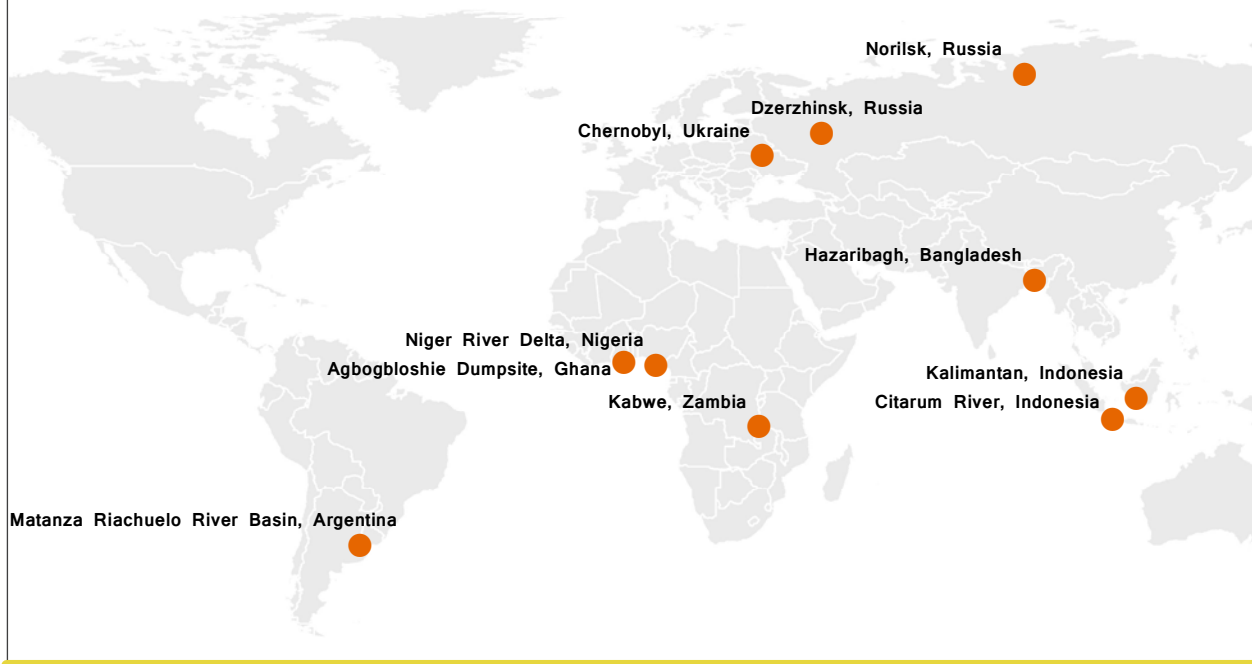 Norilsk, Russia
Dzerzhinsk, Russia
Chernobyl, Ukraine
Hazaribagh, Bangladesh
Niger River Delta, Nigeria
Agbogbloshie Dumpsite, Ghana
Kalimantan, Indonesia
Kabwe, Zambia
Citarum River, Indonesia
Matanza Riachuelo River Basin, Argentina